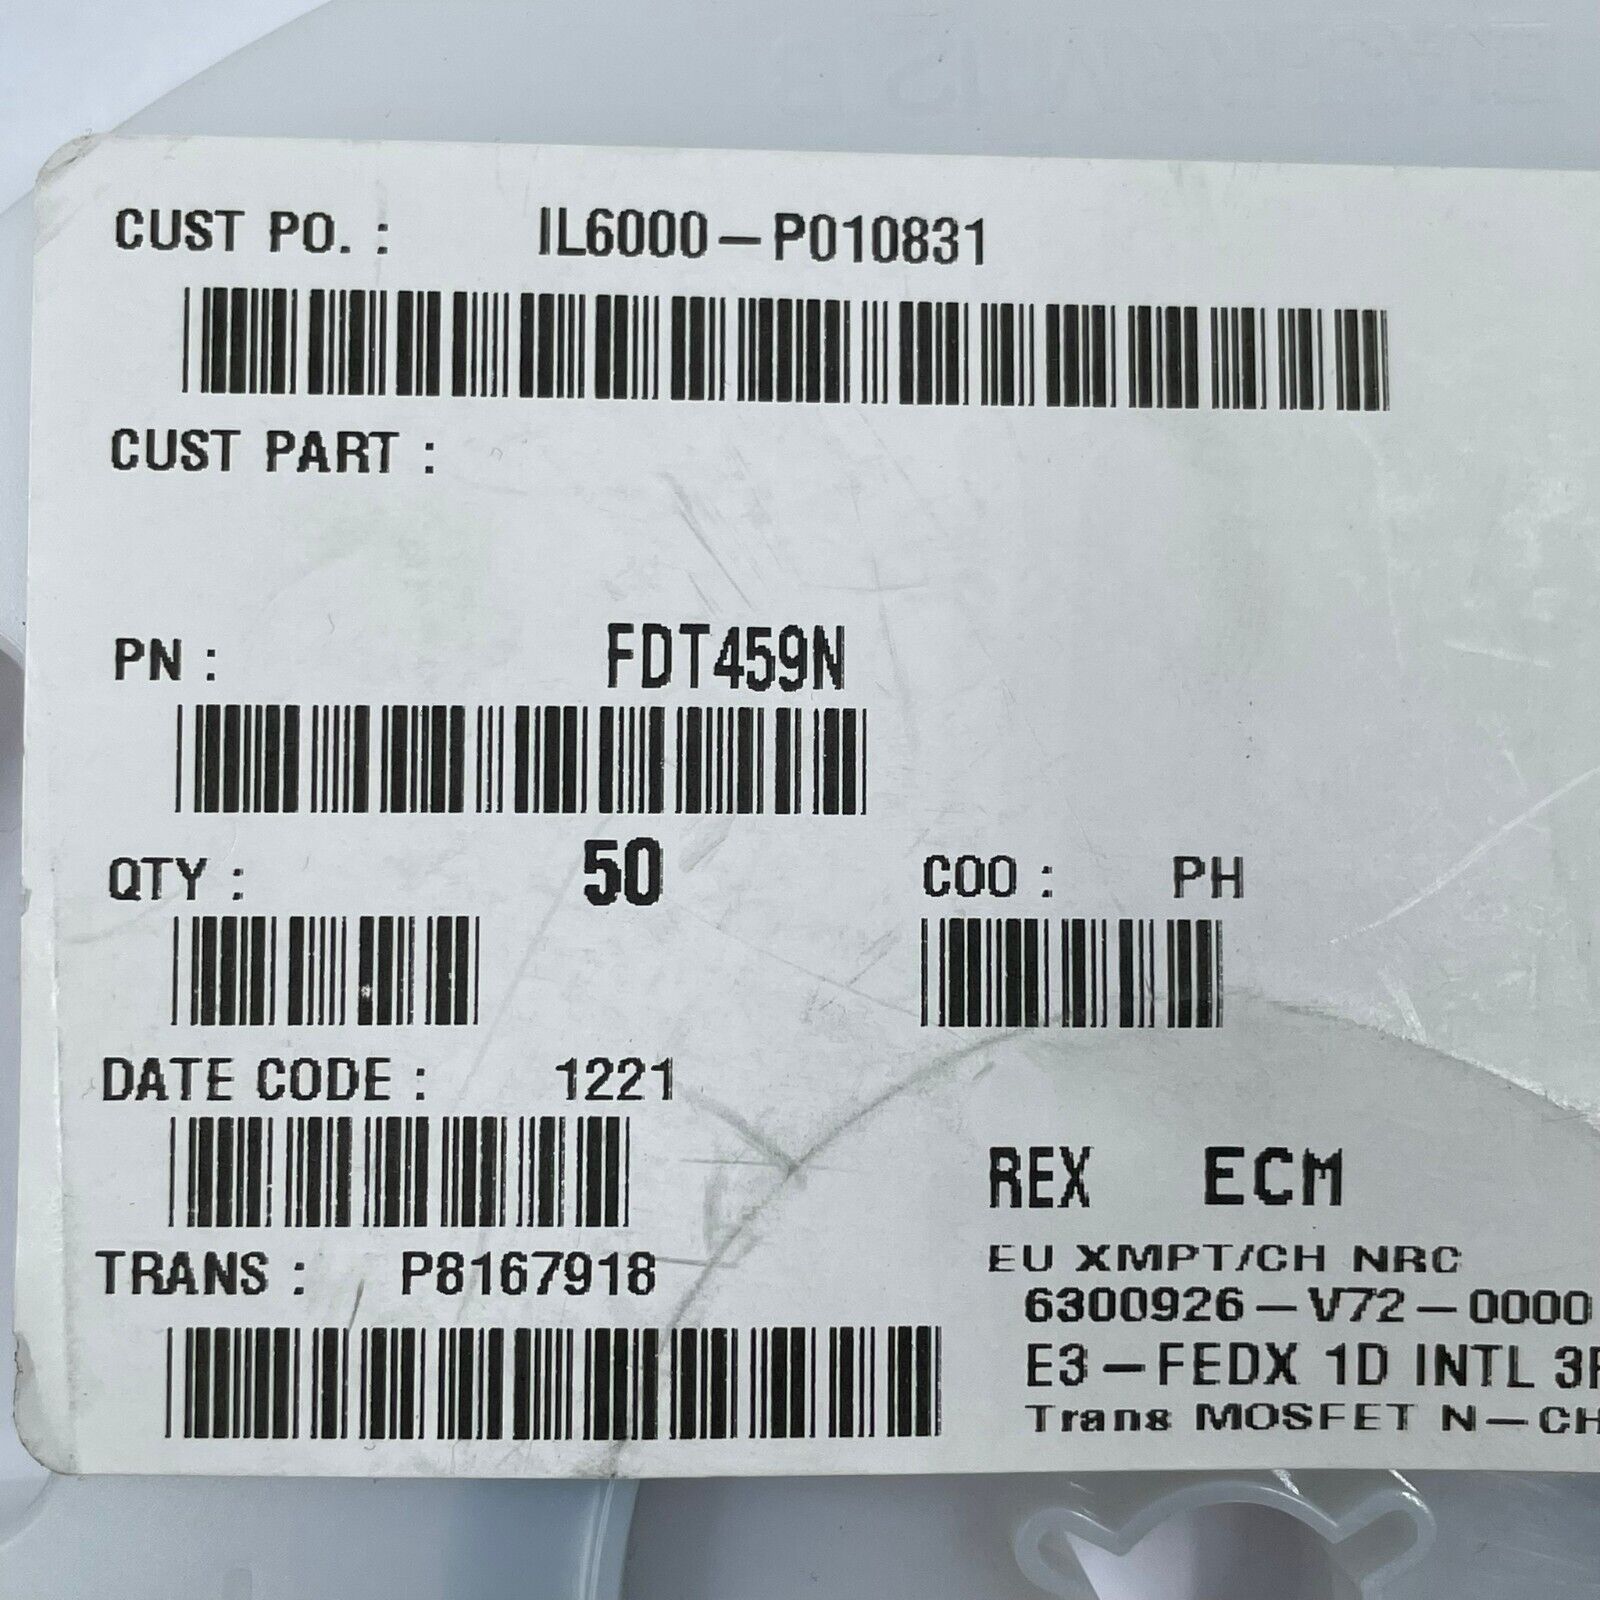 CUST PO. : IL6000-P010831
CUST PART :
PN : FDT459N
QTY : 50 COO : PH
DATE CODE : 1221
REX ECM
TRANS : P8167918
EU XMPT/CH NRC
6300926-V72-0000
E3-FEDX 1D INTL
Trans MOSFET N-CH